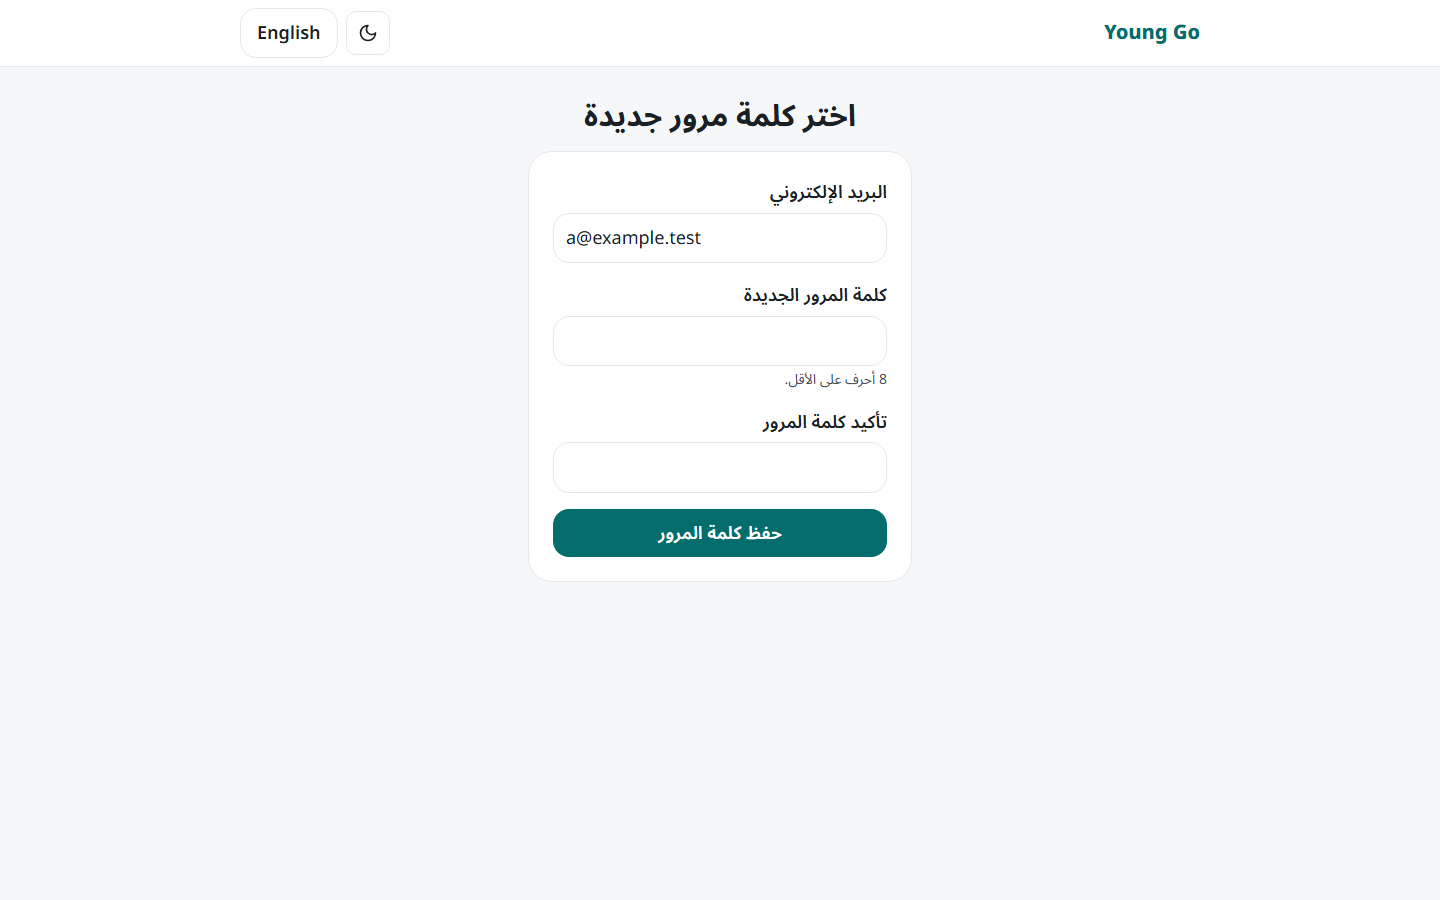 Young Go
English
اختر كلمة مرور جديدة
البريد الإلكتروني
a@example.test
كلمة المرور الجديدة
8 أحرف على الأقل.
تأكيد كلمة المرور
حفظ كلمة المرور